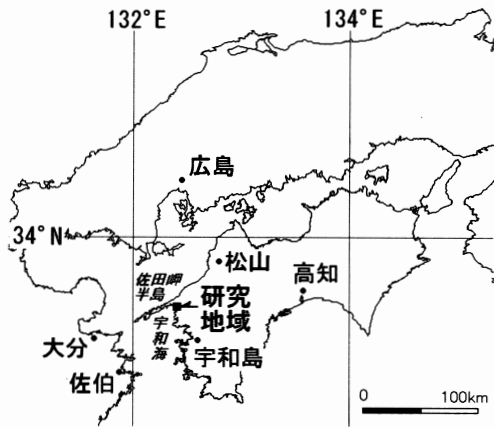 132°E
134°E
広島
34°N
松山
佐田岬
半島
高知
研究
地域
宇和海
大分
宇和島
佐伯
0
100km